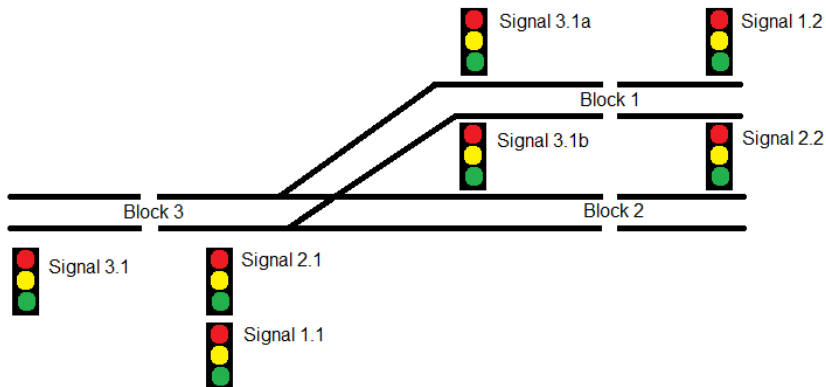 Signal 3.1a
Signal 1.2
Block 1
Signal 3.1b
Signal 2.2
Block 3
Block 2
Signal 3.1
Signal 2.1
Signal 1.1